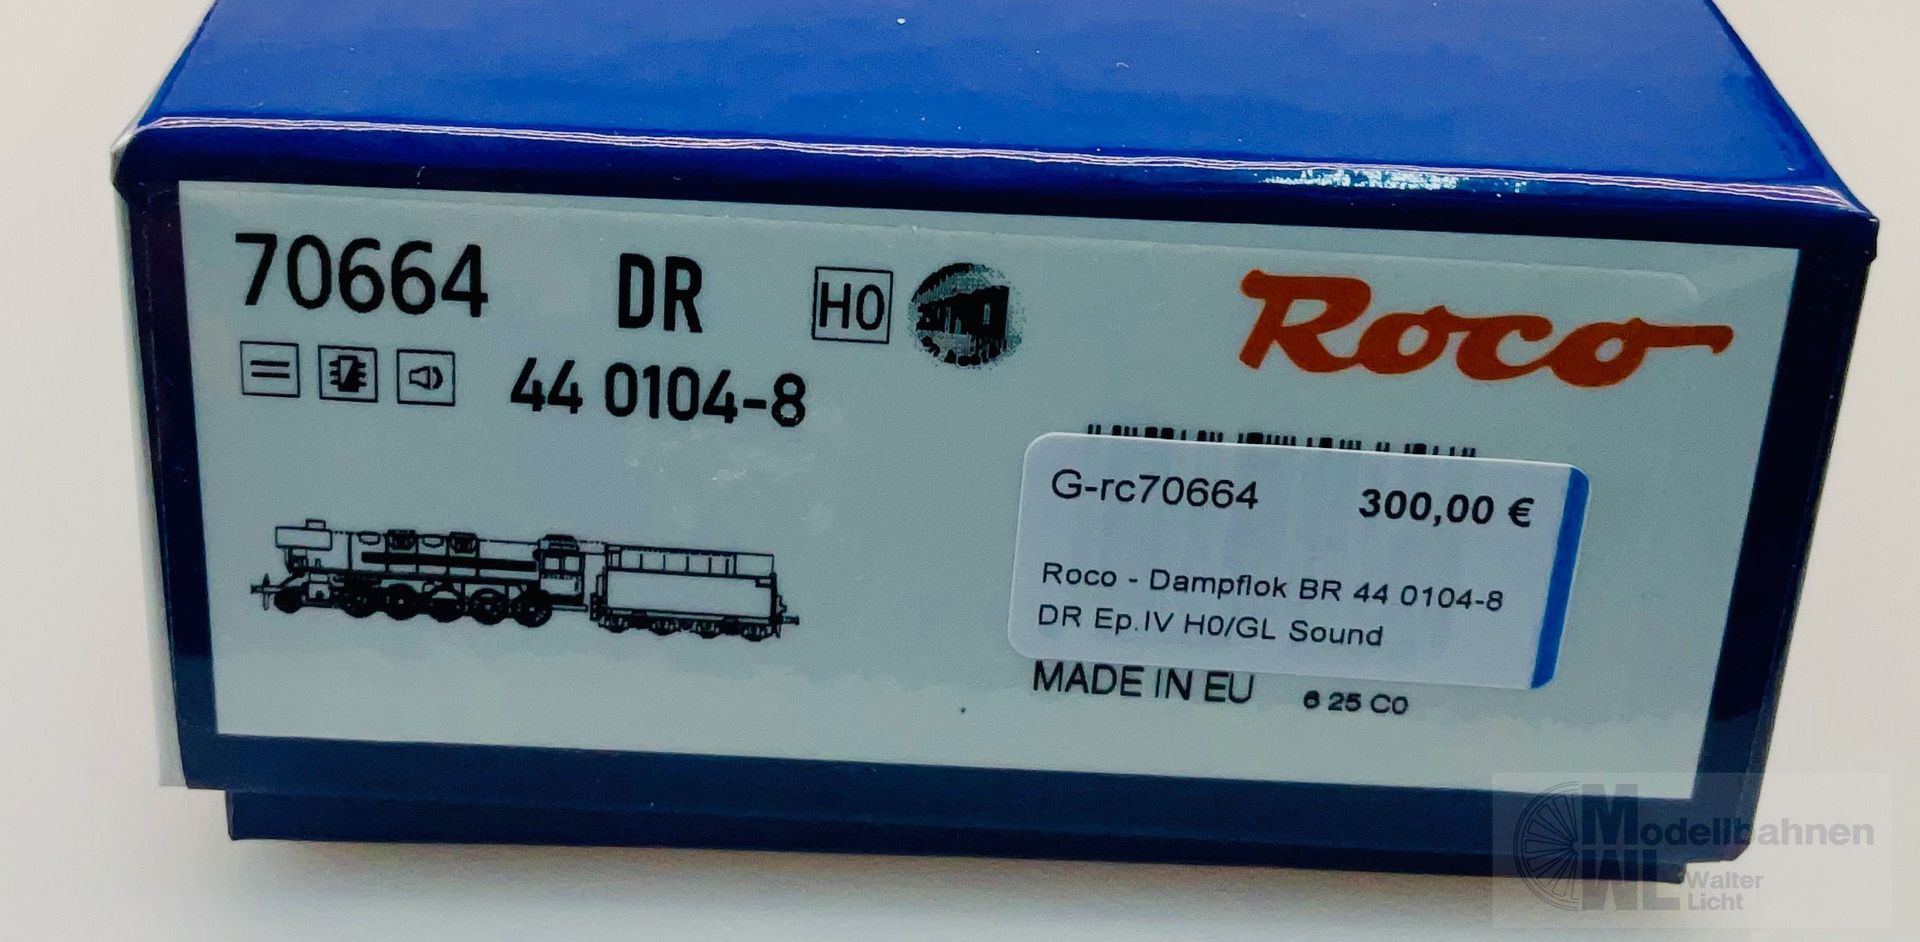 70664 DR H0 Roco
44 0104-8
G-rc70664 300,00 €
Roco - Dampflok BR 44 0104-8
DR Ep.IV H0/GL Sound
MADE IN EU 6 25 C0
Modellbahnen
WL Walter
Licht